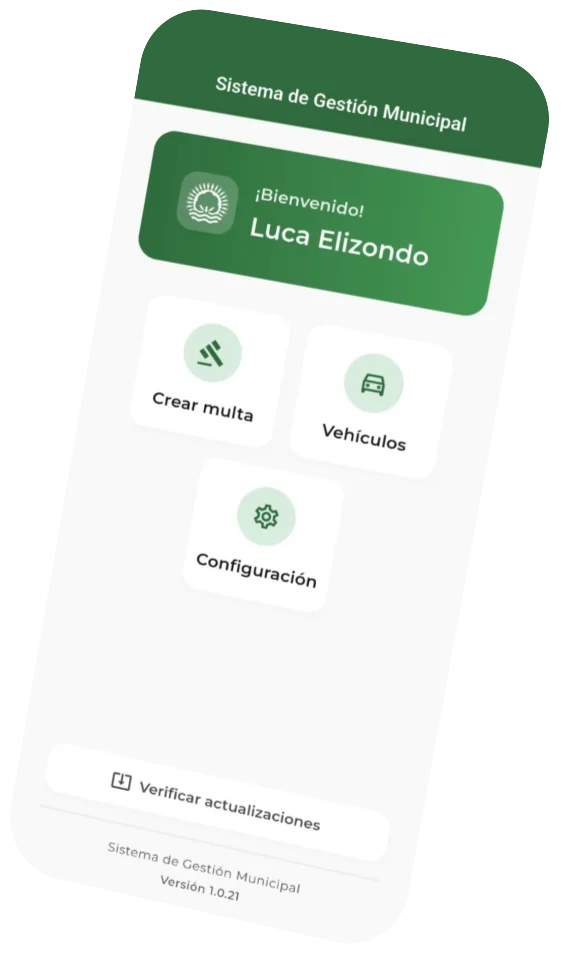 Sistema de Gestión Municipal
¡Bienvenido!
Luca Elizondo
Crear multa
Vehículos
Configuración
Verificar actualizaciones
Sistema de Gestión Municipal
Versión 1.0.21